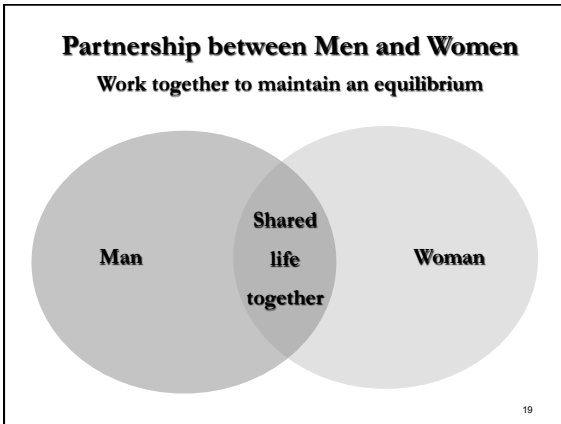 Partnership between Men and Women
Work together to maintain an equilibrium
Man
Shared
life
together
Woman
19